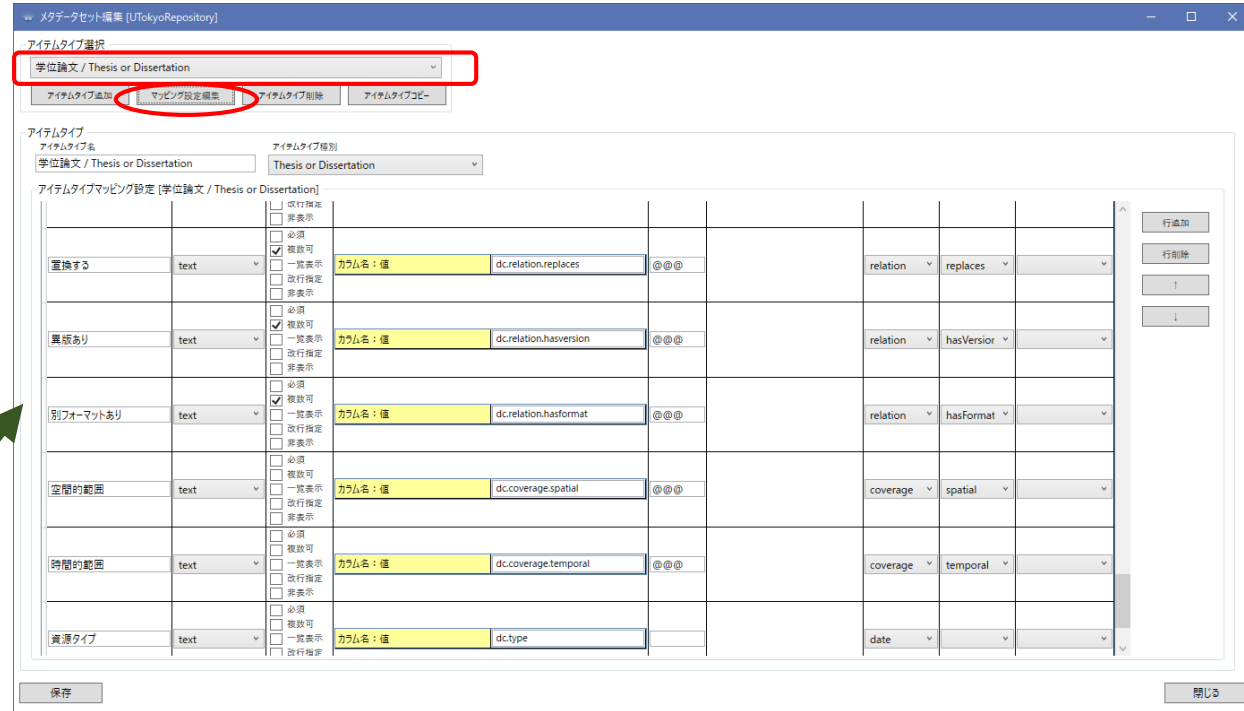 メタデータセット編集 [UTokyoRepository]
アイテムタイプ選択
学位論文 / Thesis or Dissertation
アイテムタイプ追加 マッピング設定編集 アイテムタイプ削除 アイテムタイプコピー
アイテムタイプ
アイテムタイプ名 アイテムタイプ種別
学位論文 / Thesis or Dissertation Thesis or Dissertation
アイテムタイプマッピング設定 [学位論文 / Thesis or Dissertation]
改行指定
非表示
行追加
行削除
↑
↓
必須
複数可
置換する text 一覧表示 カラム名：値 dc.relation.replaces @@@ relation replaces
改行指定
非表示
必須
複数可
異版あり text 一覧表示 カラム名：値 dc.relation.hasversion @@@ relation hasVersior
改行指定
非表示
必須
複数可
別フォーマットあり text 一覧表示 カラム名：値 dc.relation.hasformat @@@ relation hasFormat
改行指定
非表示
必須
複数可
空間的範囲 text 一覧表示 カラム名：値 dc.coverage.spatial @@@ coverage spatial
改行指定
非表示
必須
複数可
時間的範囲 text 一覧表示 カラム名：値 dc.coverage.temporal @@@ coverage temporal
改行指定
非表示
必須
複数可
資源タイプ text 一覧表示 カラム名：値 dc.type date
改行指定
保存 閉じる